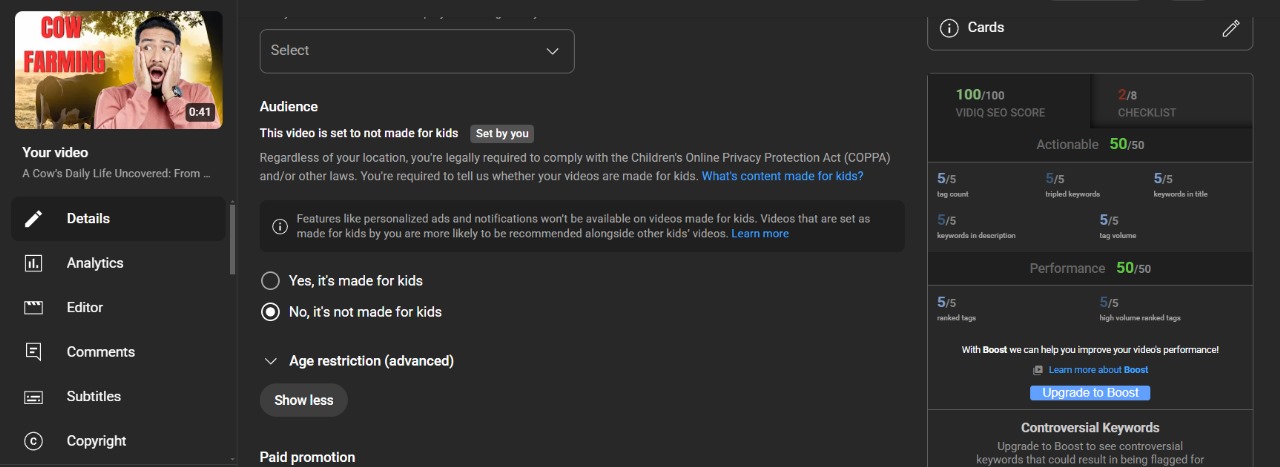 COW
FARMING
0:41
Your video
A Cow's Daily Life Uncovered: From ...
Details
Analytics
Editor
Comments
Subtitles
Copyright
Select
Audience
This video is set to not made for kids Set by you
Regardless of your location, you're legally required to comply with the Children's Online Privacy Protection Act (COPPA)
and/or other laws. You're required to tell us whether your videos are made for kids. What's content made for kids?
Features like personalized ads and notifications won't be available on videos made for kids. Videos that are set as
made for kids by you are more likely to be recommended alongside other kids' videos. Learn more
Yes, it's made for kids
No, it's not made for kids
Age restriction (advanced)
Show less
Paid promotion
Cards
100/100 2/8
VIDIQ SEO SCORE CHECKLIST
Actionable 50/50
5/5 5/5 5/5
tag count tripled keywords keywords in title
5/5 5/5
keywords in description tag volume
Performance 50/50
5/5 5/5
ranked tags high volume ranked tags
With Boost we can help you improve your video's performance!
Learn more about Boost
Upgrade to Boost
Controversial Keywords
Upgrade to Boost to see controversial
keywords that could result in being flagged for